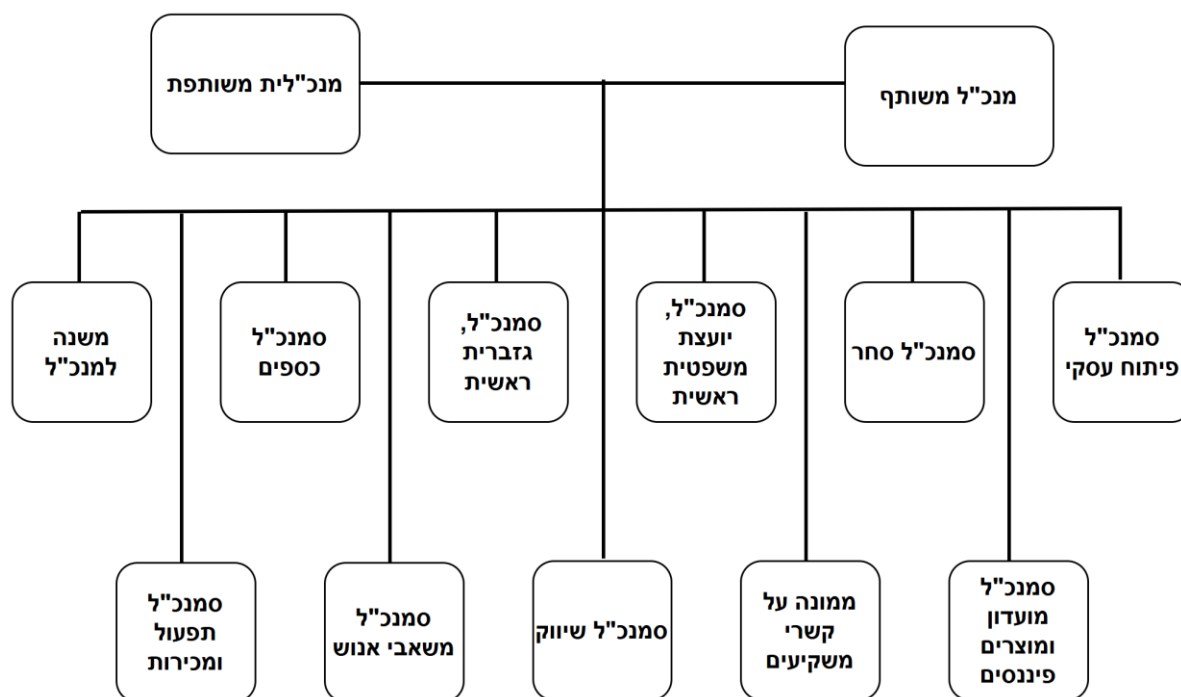 מנכ"ל משותף
מנכ"לית משותפת
סמנכ"ל
פיתוח עסקי
סמנכ"ל סחר
סמנכ"ל,
יועצת
משפטית
ראשית
סמנכ"ל,
גזברית
ראשית
סמנכ"ל
כספים
משנה
למנכ"ל
סמנכ"ל
מועדון
ומוצרים
פיננסים
ממונה על
קשרי
משקיעים
סמנכ"ל שיווק
סמנכ"ל
משאבי אנוש
סמנכ"ל
תפעול
ומכירות